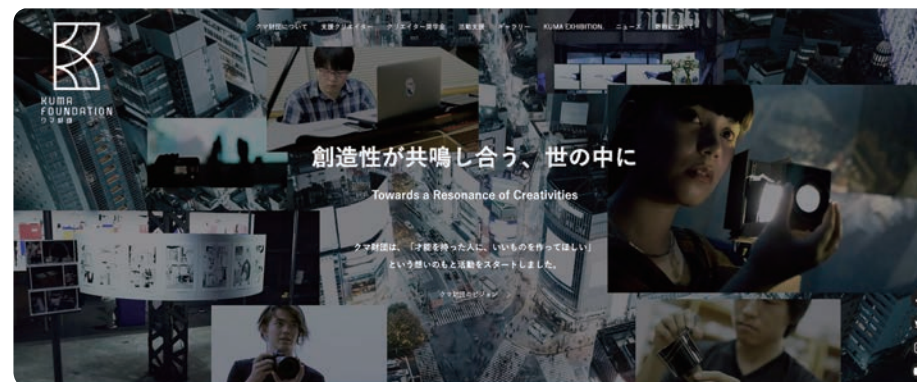 KUMA
FOUNDATION
クマ財団
クマ財団について 支援クリエイター クリエイター奨学金 活動支援 ギャラリー KUMA EXHIBITION ニュース
創造性が共鳴し合う、世の中に
Towards a Resonance of Creativities
クマ財団は、「才能を持った人に、いいものを作ってほしい」
という想いのもと活動をスタートしました。
クマ財団のビジョン